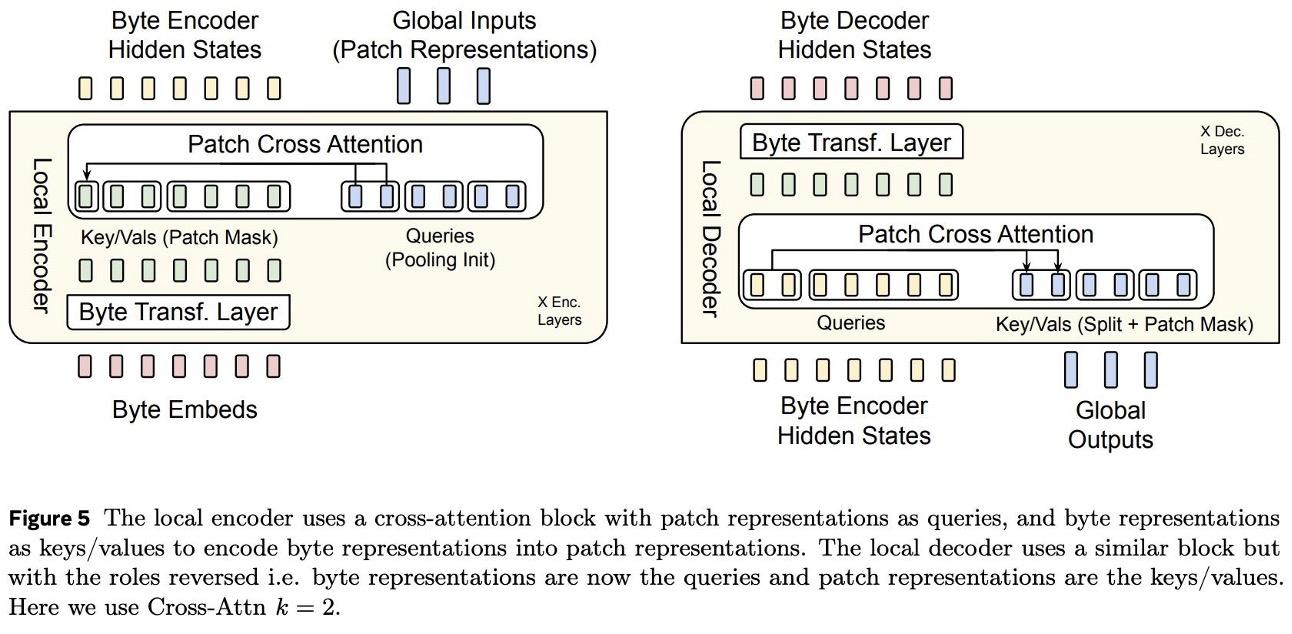 Byte Encoder
Hidden States
Global Inputs
(Patch Representations)
Local Encoder
Patch Cross Attention
Key/Vals (Patch Mask)
Queries
(Pooling Init)
Byte Transf. Layer
X Enc.
Layers
Byte Embeds
Byte Decoder
Hidden States
Local Decoder
Byte Transf. Layer
X Dec.
Layers
Patch Cross Attention
Queries
Key/Vals (Split + Patch Mask)
Byte Encoder
Hidden States
Global
Outputs
Figure 5 The local encoder uses a cross-attention block with patch representations as queries, and byte representations
as keys/values to encode byte representations into patch representations. The local decoder uses a similar block but
with the roles reversed i.e. byte representations are now the queries and patch representations are the keys/values.
Here we use Cross-Attn k = 2.